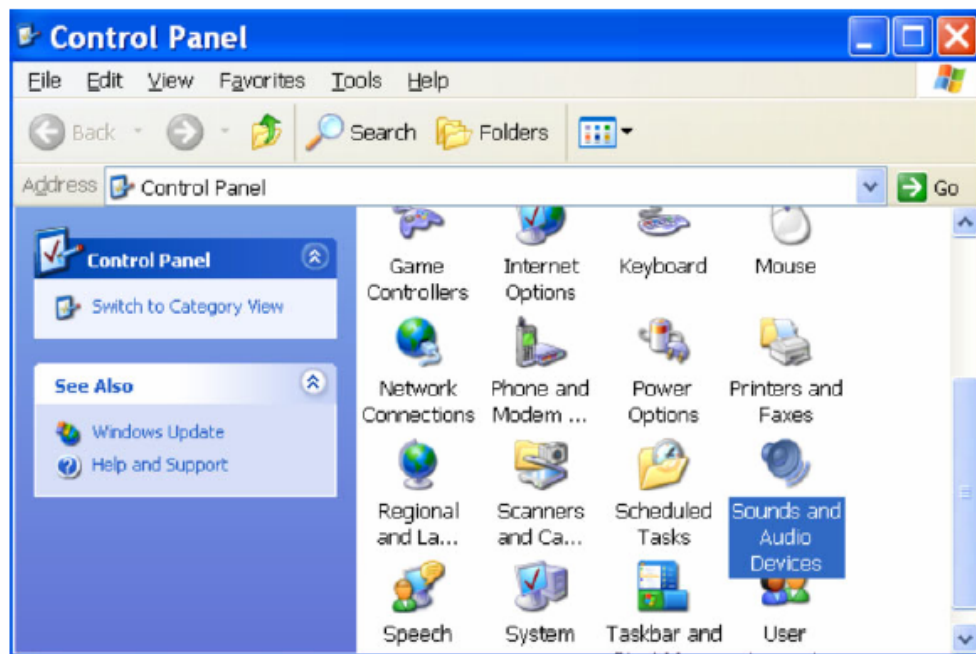 Control Panel
File Edit View Favorites Tools Help
Back Search Folders
Address Control Panel Go
Control Panel
Switch to Category View
See Also
Windows Update
Help and Support
Game Controllers
Internet Options
Keyboard
Mouse
Network Connections
Phone and Modem ...
Power Options
Printers and Faxes
Regional and La...
Scanners and Ca...
Scheduled Tasks
Sounds and Audio Devices
Speech
System
Taskbar and
User